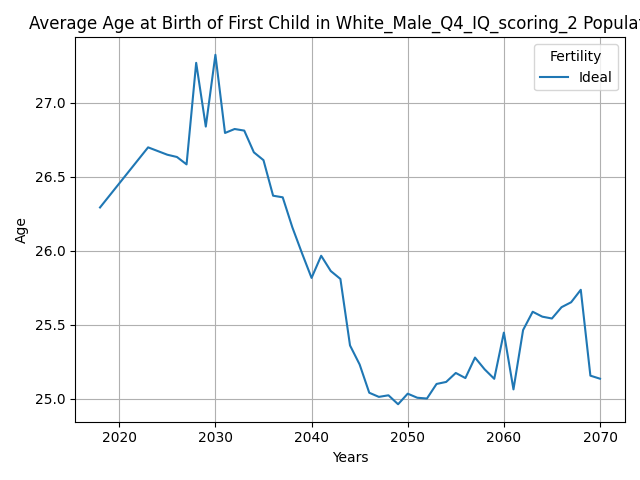 Average Age at Birth of First Child in White_Male_Q4_IQ_scoring_2 Popula
Fertility
Ideal
27.0
26.5
26.0
25.5
25.0
Age
2020 2030 2040 2050 2060 2070
Years